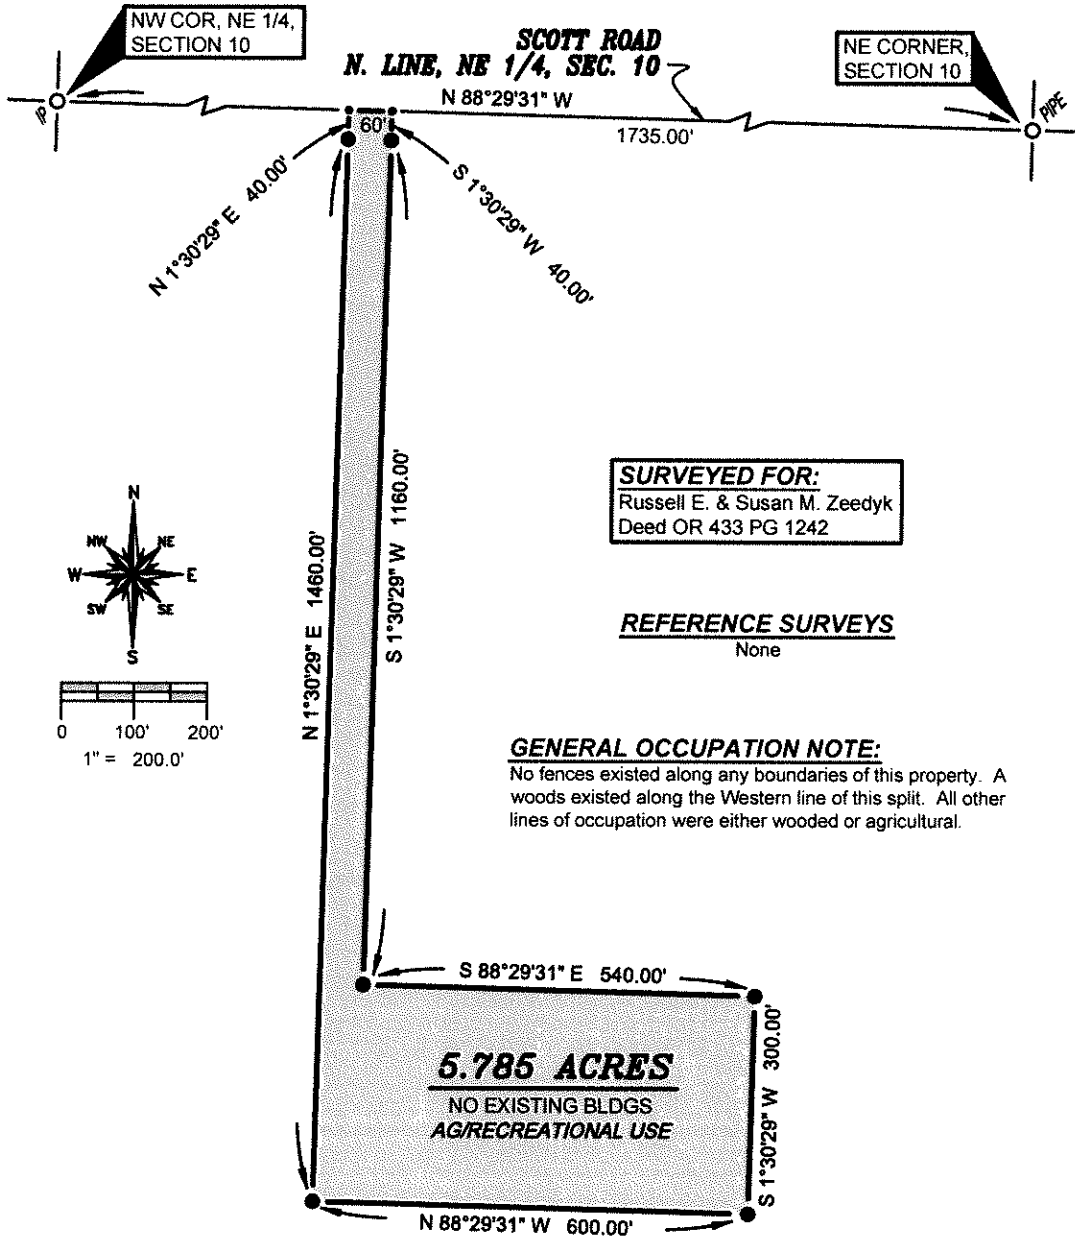 NW COR, NE 1/4,
SECTION 10
SCOTT ROAD
N. LINE, NE 1/4, SEC. 10
NE CORNER,
SECTION 10
IP
N 88°29'31" W
PIPE
60'
1735.00'
N 1°30'29" E 40.00'
S 1°30'29" W 40.00'
N 1°30'29" E 1460.00'
S 1°30'29" W 1160.00'
SURVEYED FOR:
Russell E. & Susan M. Zeedyk
Deed OR 433 PG 1242
N
NW
NE
W
E
SW
SE
S
REFERENCE SURVEYS
None
0 100' 200'
1" = 200.0'
GENERAL OCCUPATION NOTE:
No fences existed along any boundaries of this property. A
woods existed along the Western line of this split. All other
lines of occupation were either wooded or agricultural.
S 88°29'31" E 540.00'
5.785 ACRES
NO EXISTING BLDGS
AG/RECREATIONAL USE
S 1°30'29" W 300.00'
N 88°29'31" W 600.00'